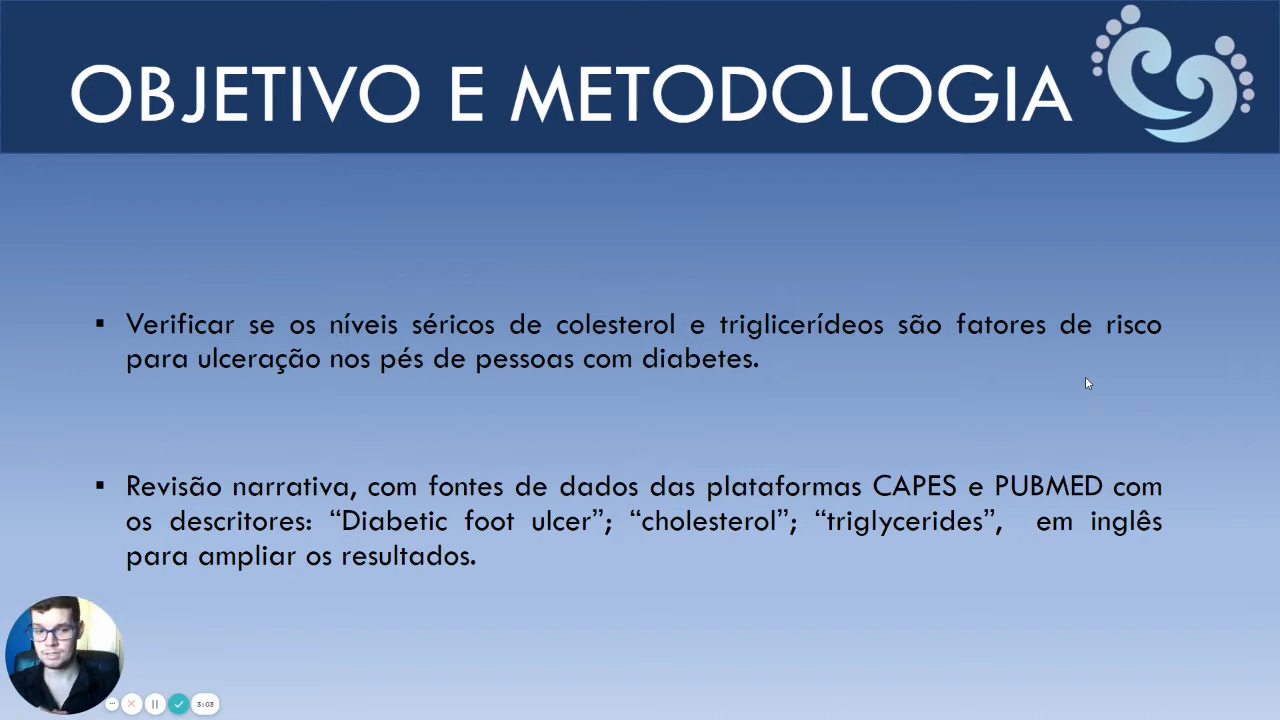 OBJETIVO E METODOLOGIA
▪ Verificar se os níveis séricos de colesterol e triglicerídeos são fatores de risco
para ulceração nos pés de pessoas com diabetes.
▪ Revisão narrativa, com fontes de dados das plataformas CAPES e PUBMED com
os descritores: “Diabetic foot ulcer”; “cholesterol”; “triglycerides”, em inglês
para ampliar os resultados.
3:03